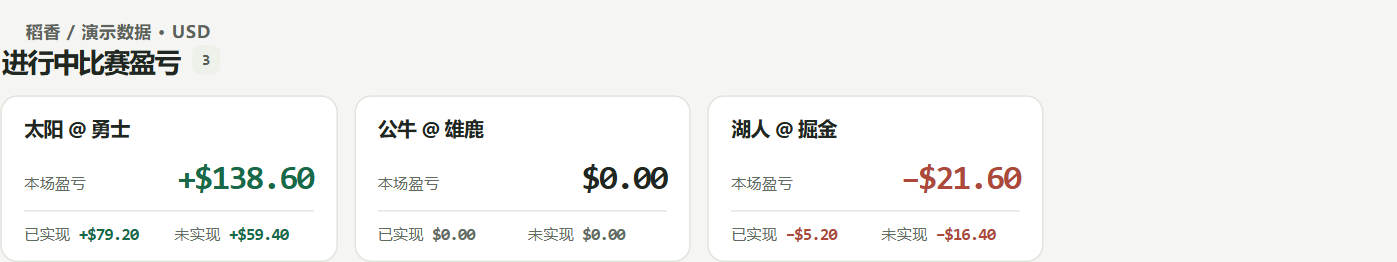 稻香 / 演示数据 • USD
进行中比赛盈亏 3
太阳 @ 勇士
本场盈亏 +$138.60
已实现 +$79.20 未实现 +$59.40
公牛 @ 雄鹿
本场盈亏 $0.00
已实现 $0.00 未实现 $0.00
湖人 @ 掘金
本场盈亏 −$21.60
已实现 −$5.20 未实现 −$16.40